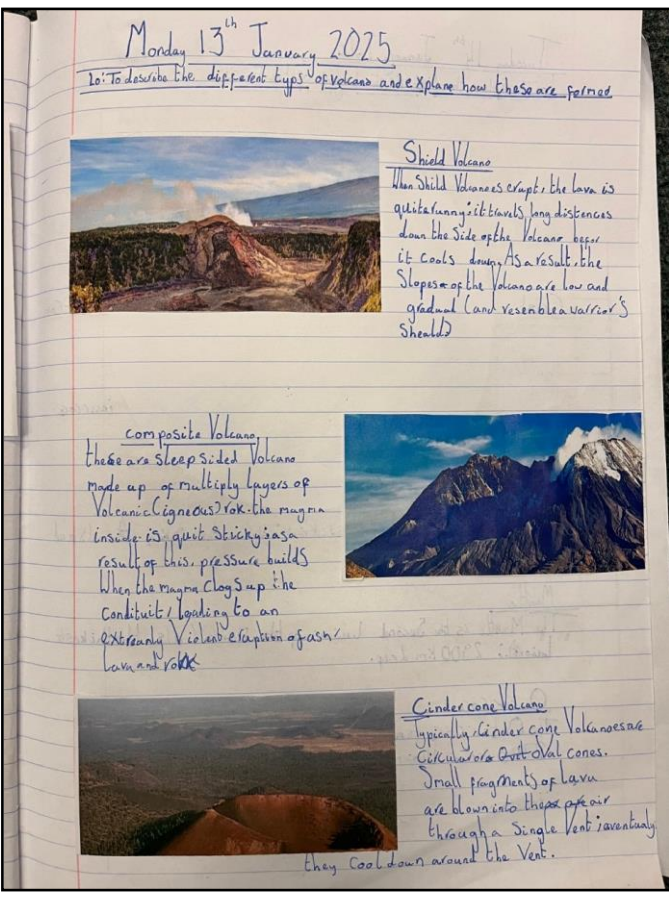 Monday 13th January 2025
Lo: To describe the different typs of volcano and explane how these are formed
Shield Volcano
When Shild Volcanoes erupt, the lava is
quite runny; it travels long distences
down the Side of the Volcano befor
it cools down. As a result, the
Slopes of the Volcano are low and
gradual (and resemble a warrior's
Sheald)
composite Volcano
these are sleep sided Volcano
made up of multiply layers of
Volcanic (igneous) rok. the magma
inside is quit Sticky; as a
result of this, pressure builds
When the magma Clogs up the
Condituit, leading to an
extreamly Violent eruption of ash,
lava and rok
Cinder cone Volcano
Typically, Cinder cone Volcanoes are
Circular or Quit Oval cones.
Small fragments of Lava
are blown into the air
through a Single Vent; aventualy
they Cool down around the Vent.